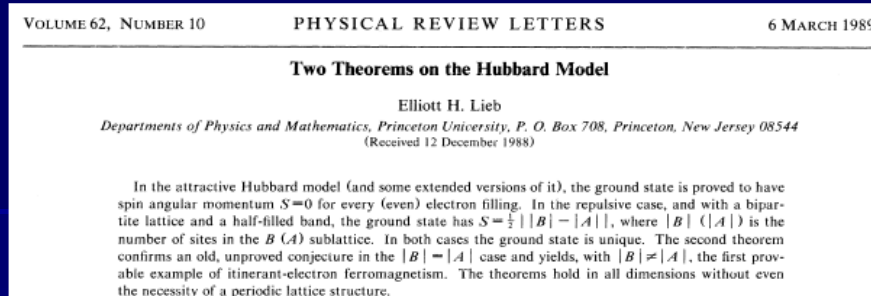 VOLUME 62, NUMBER 10 PHYSICAL REVIEW LETTERS 6 MARCH 1989
Two Theorems on the Hubbard Model
Elliott H. Lieb
Departments of Physics and Mathematics, Princeton University, P. O. Box 708, Princeton, New Jersey 08544
(Received 12 December 1988)
In the attractive Hubbard model (and some extended versions of it), the ground state is proved to have
spin angular momentum S=0 for every (even) electron filling. In the repulsive case, and with a bipar-
tite lattice and a half-filled band, the ground state has S=½||B|−|A||, where |B| (|A|) is the
number of sites in the B (A) sublattice. In both cases the ground state is unique. The second theorem
confirms an old, unproved conjecture in the |B|=|A| case and yields, with |B|≠|A|, the first prov-
able example of itinerant-electron ferromagnetism. The theorems hold in all dimensions without even
the necessity of a periodic lattice structure.